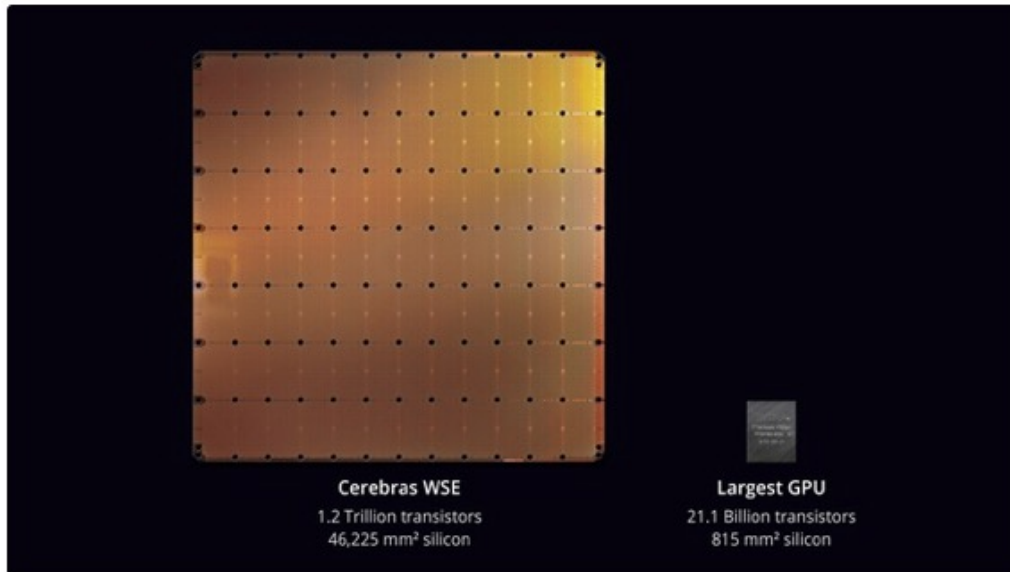 Cerebras WSE
1.2 Trillion transistors
46,225 mm² silicon
Largest GPU
21.1 Billion transistors
815 mm² silicon